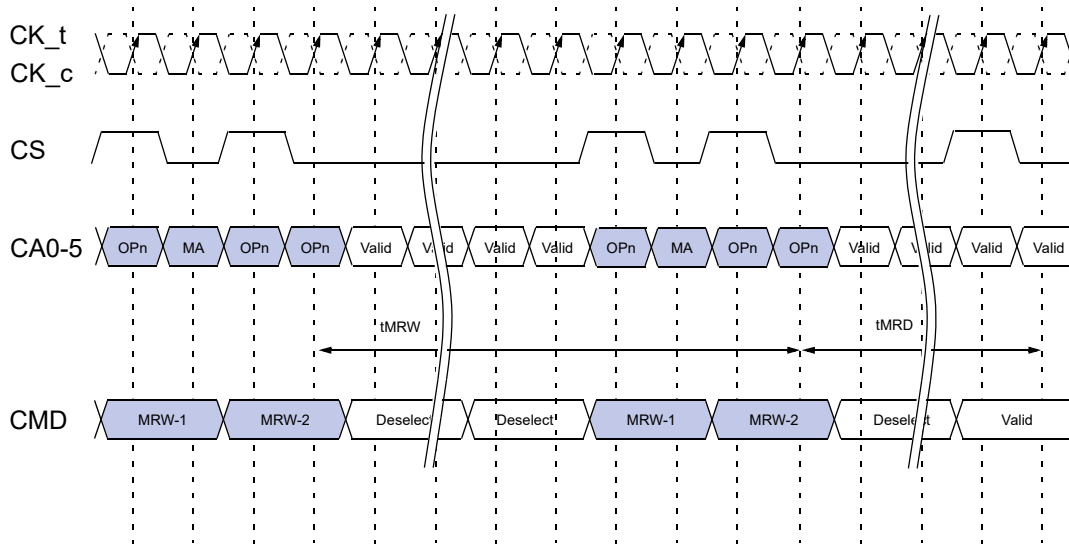 CK_t
CK_c
CS
CA0-5 OPn MA OPn OPn Valid Valid Valid Valid OPn MA OPn OPn Valid Valid Valid Valid
tMRW tMRD
CMD MRW-1 MRW-2 Deselect Deselect MRW-1 MRW-2 Deselect Valid